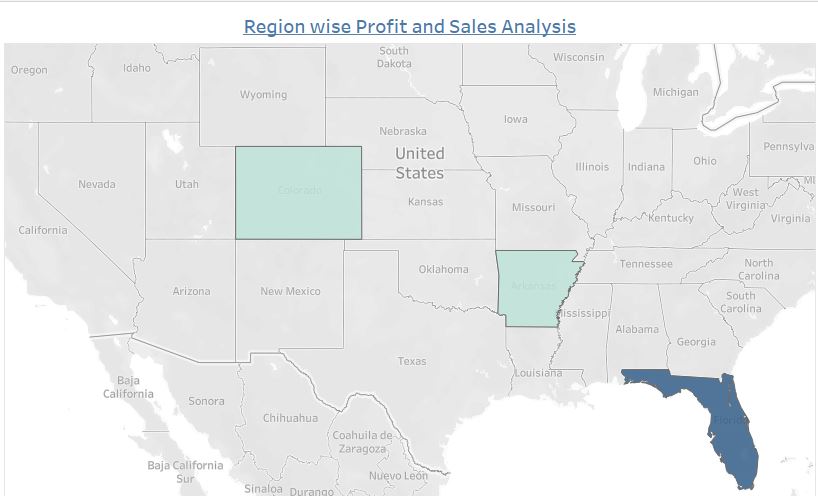 Region wise Profit and Sales Analysis
Oregon
Idaho
Wyoming
South
Dakota
Wisconsin
Michigan
Iowa
Nebraska
United
States
Nevada
Utah
Colorado
Kansas
Missouri
Illinois
Indiana
Ohio
Pennsylva
West
Virginia
Virginia
Kentucky
California
Arizona
New Mexico
Oklahoma
Arkansas
Tennessee
North
Carolina
South
Carolina
Mississippi
Alabama
Georgia
Texas
Louisiana
Florida
Baja
California
Sonora
Chihuahua
Coahuila de
Zaragoza
Baja California
Sur
Sinaloa
Durango
Nuevo León